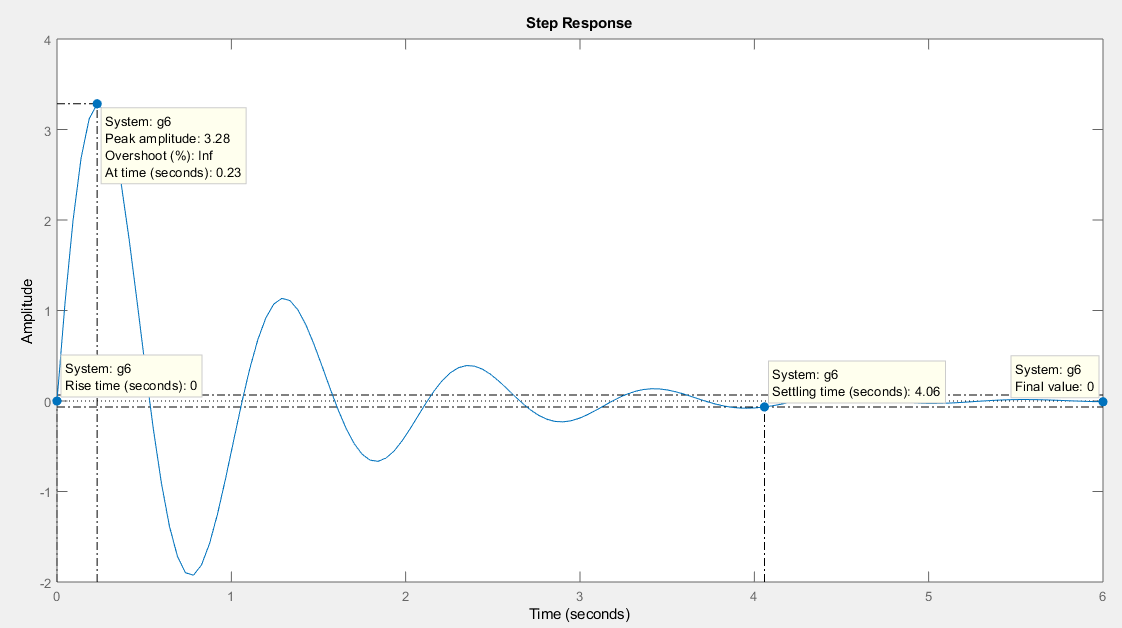 Step Response
4
3
2
1
0
-1
-2
Amplitude
System: g6
Peak amplitude: 3.28
Overshoot (%): Inf
At time (seconds): 0.23
System: g6
Rise time (seconds): 0
System: g6
Settling time (seconds): 4.06
System: g6
Final value: 0
0
1
2
3
4
5
6
Time (seconds)